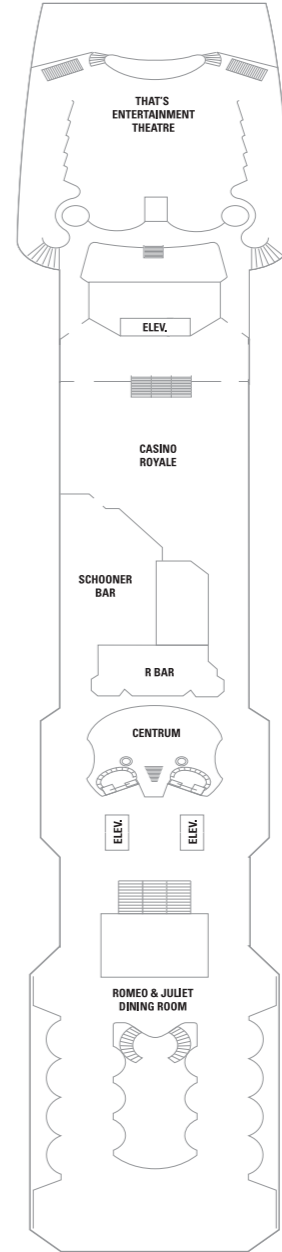 THAT'S
ENTERTAINMENT
THEATRE
ELEV.
CASINO
ROYALE
SCHOONER
BAR
R BAR
CENTRUM
ELEV.
ELEV.
ROMEO & JULIET
DINING ROOM